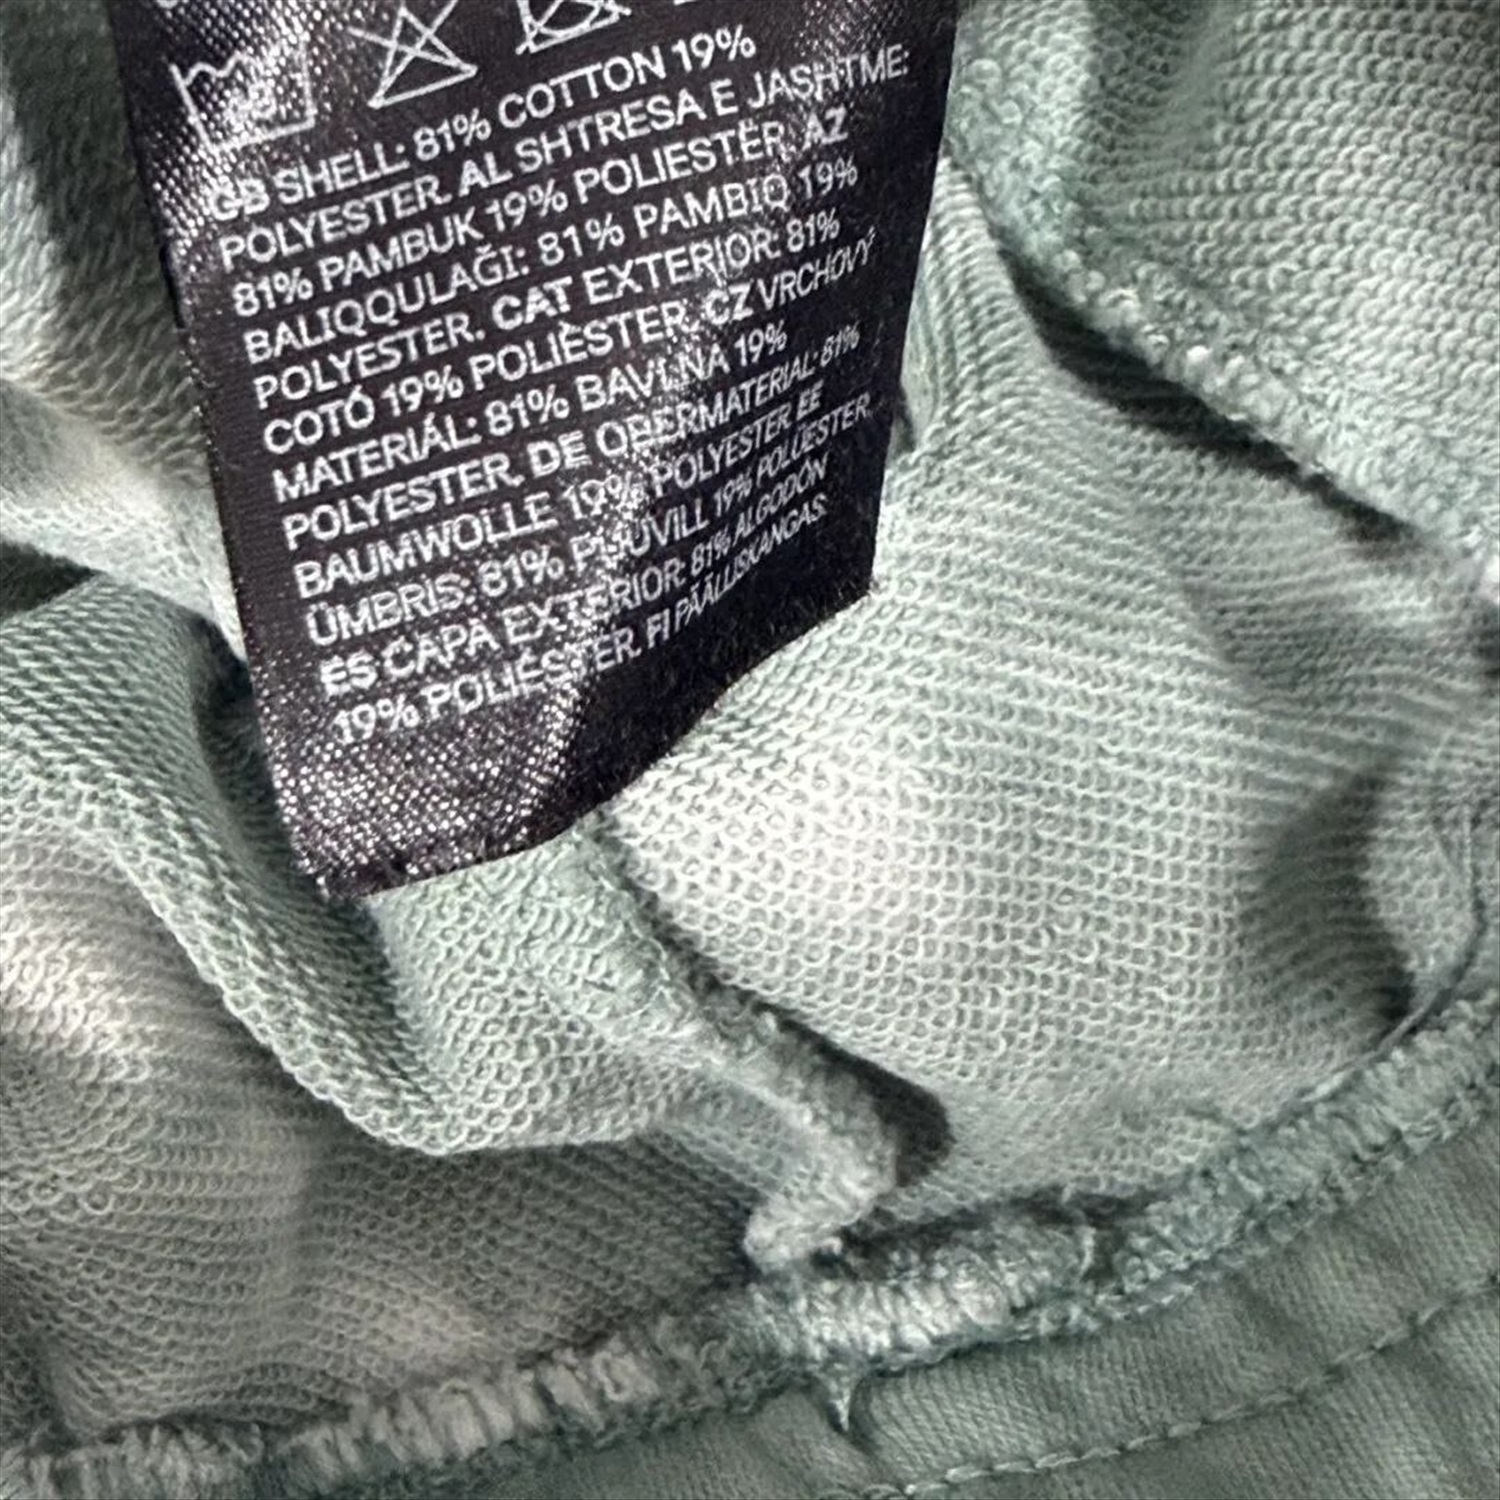 GB SHELL: 81% COTTON 19%
POLYESTER. AL SHTRESA E JASHTME:
81% PAMBUK 19% POLIESTËR AZ
BALIQQULAĞI: 81% PAMBIQ 19%
POLYESTER. CAT EXTERIOR: 81%
COTÓ 19% POLIÈSTER. CZ VRCHOVÝ
MATERIÁL: 81% BAVLNA 19%
POLYESTER. DE OBERMATERIAL: 81%
BAUMWOLLE 19% POLYESTER EE
ÜMBRIS: 81% PUUVILL 19% POLÜESTER.
ES CAPA EXTERIOR: 81% ALGODÓN
19% POLIÉSTER. FI PÄÄLLISKANGAS: